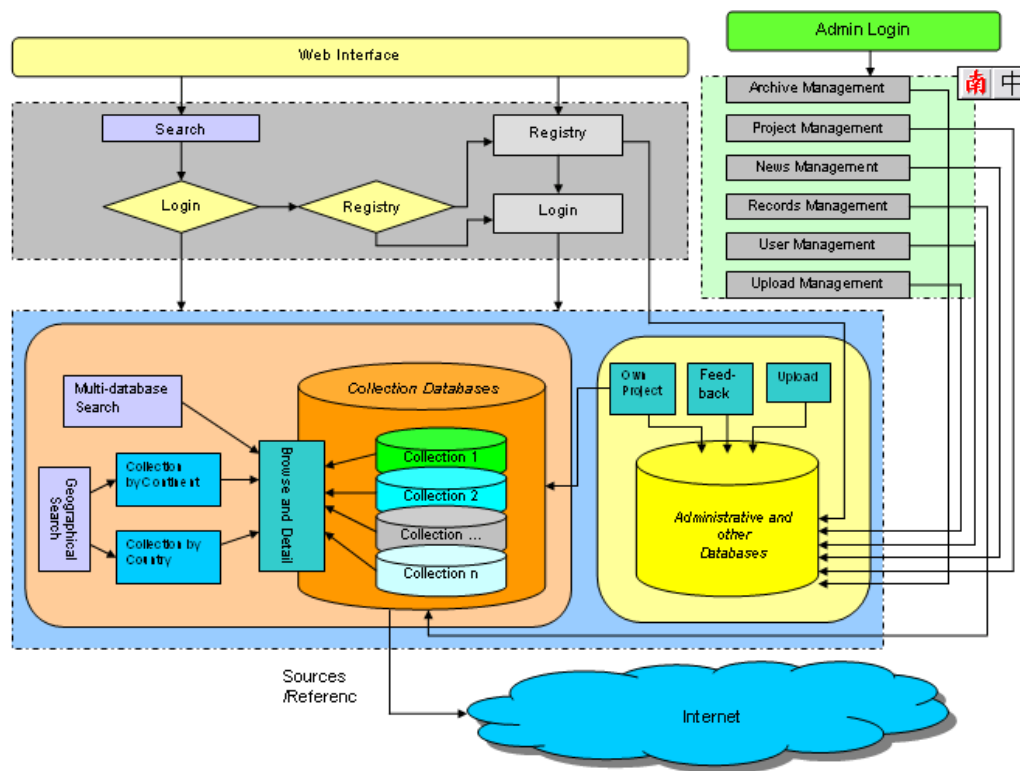 Web Interface
Admin Login
南 中
Archive Management
Project Management
News Management
Records Management
User Management
Upload Management
Search
Registry
Login
Registry
Login
Multi-database
Search
Geographical
Search
Collection
by Continent
Collection by
Country
Browse and Detail
Collection Databases
Collection 1
Collection 2
Collection ...
Collection n
Own
Project
Feed-
back
Upload
Administrative and
other
Databases
Sources
/Referenc
Internet